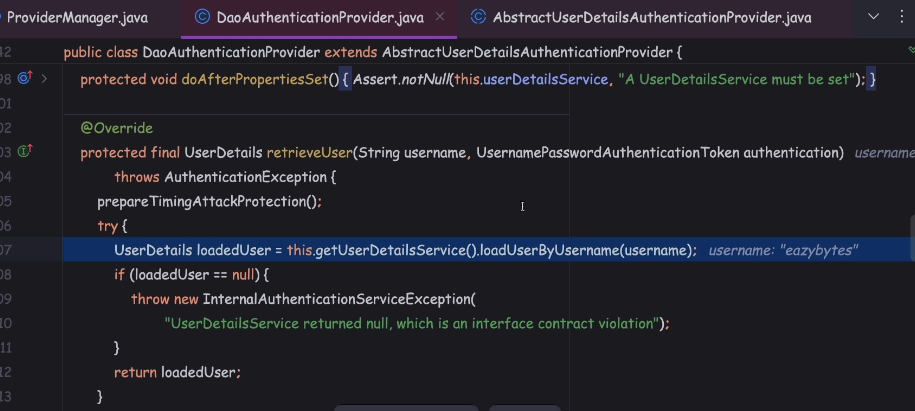 ProviderManager.java DaoAuthenticationProvider.java AbstractUserDetailsAuthenticationProvider.java
42 public class DaoAuthenticationProvider extends AbstractUserDetailsAuthenticationProvider {
98 protected void doAfterPropertiesSet() { Assert.notNull(this.userDetailsService, "A UserDetailsService must be set"); }
01
02 @Override
03 protected final UserDetails retrieveUser(String username, UsernamePasswordAuthenticationToken authentication) username
04 throws AuthenticationException {
05 prepareTimingAttackProtection();
06 try {
07 UserDetails loadedUser = this.getUserDetailsService().loadUserByUsername(username); username: "eazybytes"
08 if (loadedUser == null) {
09 throw new InternalAuthenticationServiceException(
10 "UserDetailsService returned null, which is an interface contract violation");
11 }
12 return loadedUser;
13 }